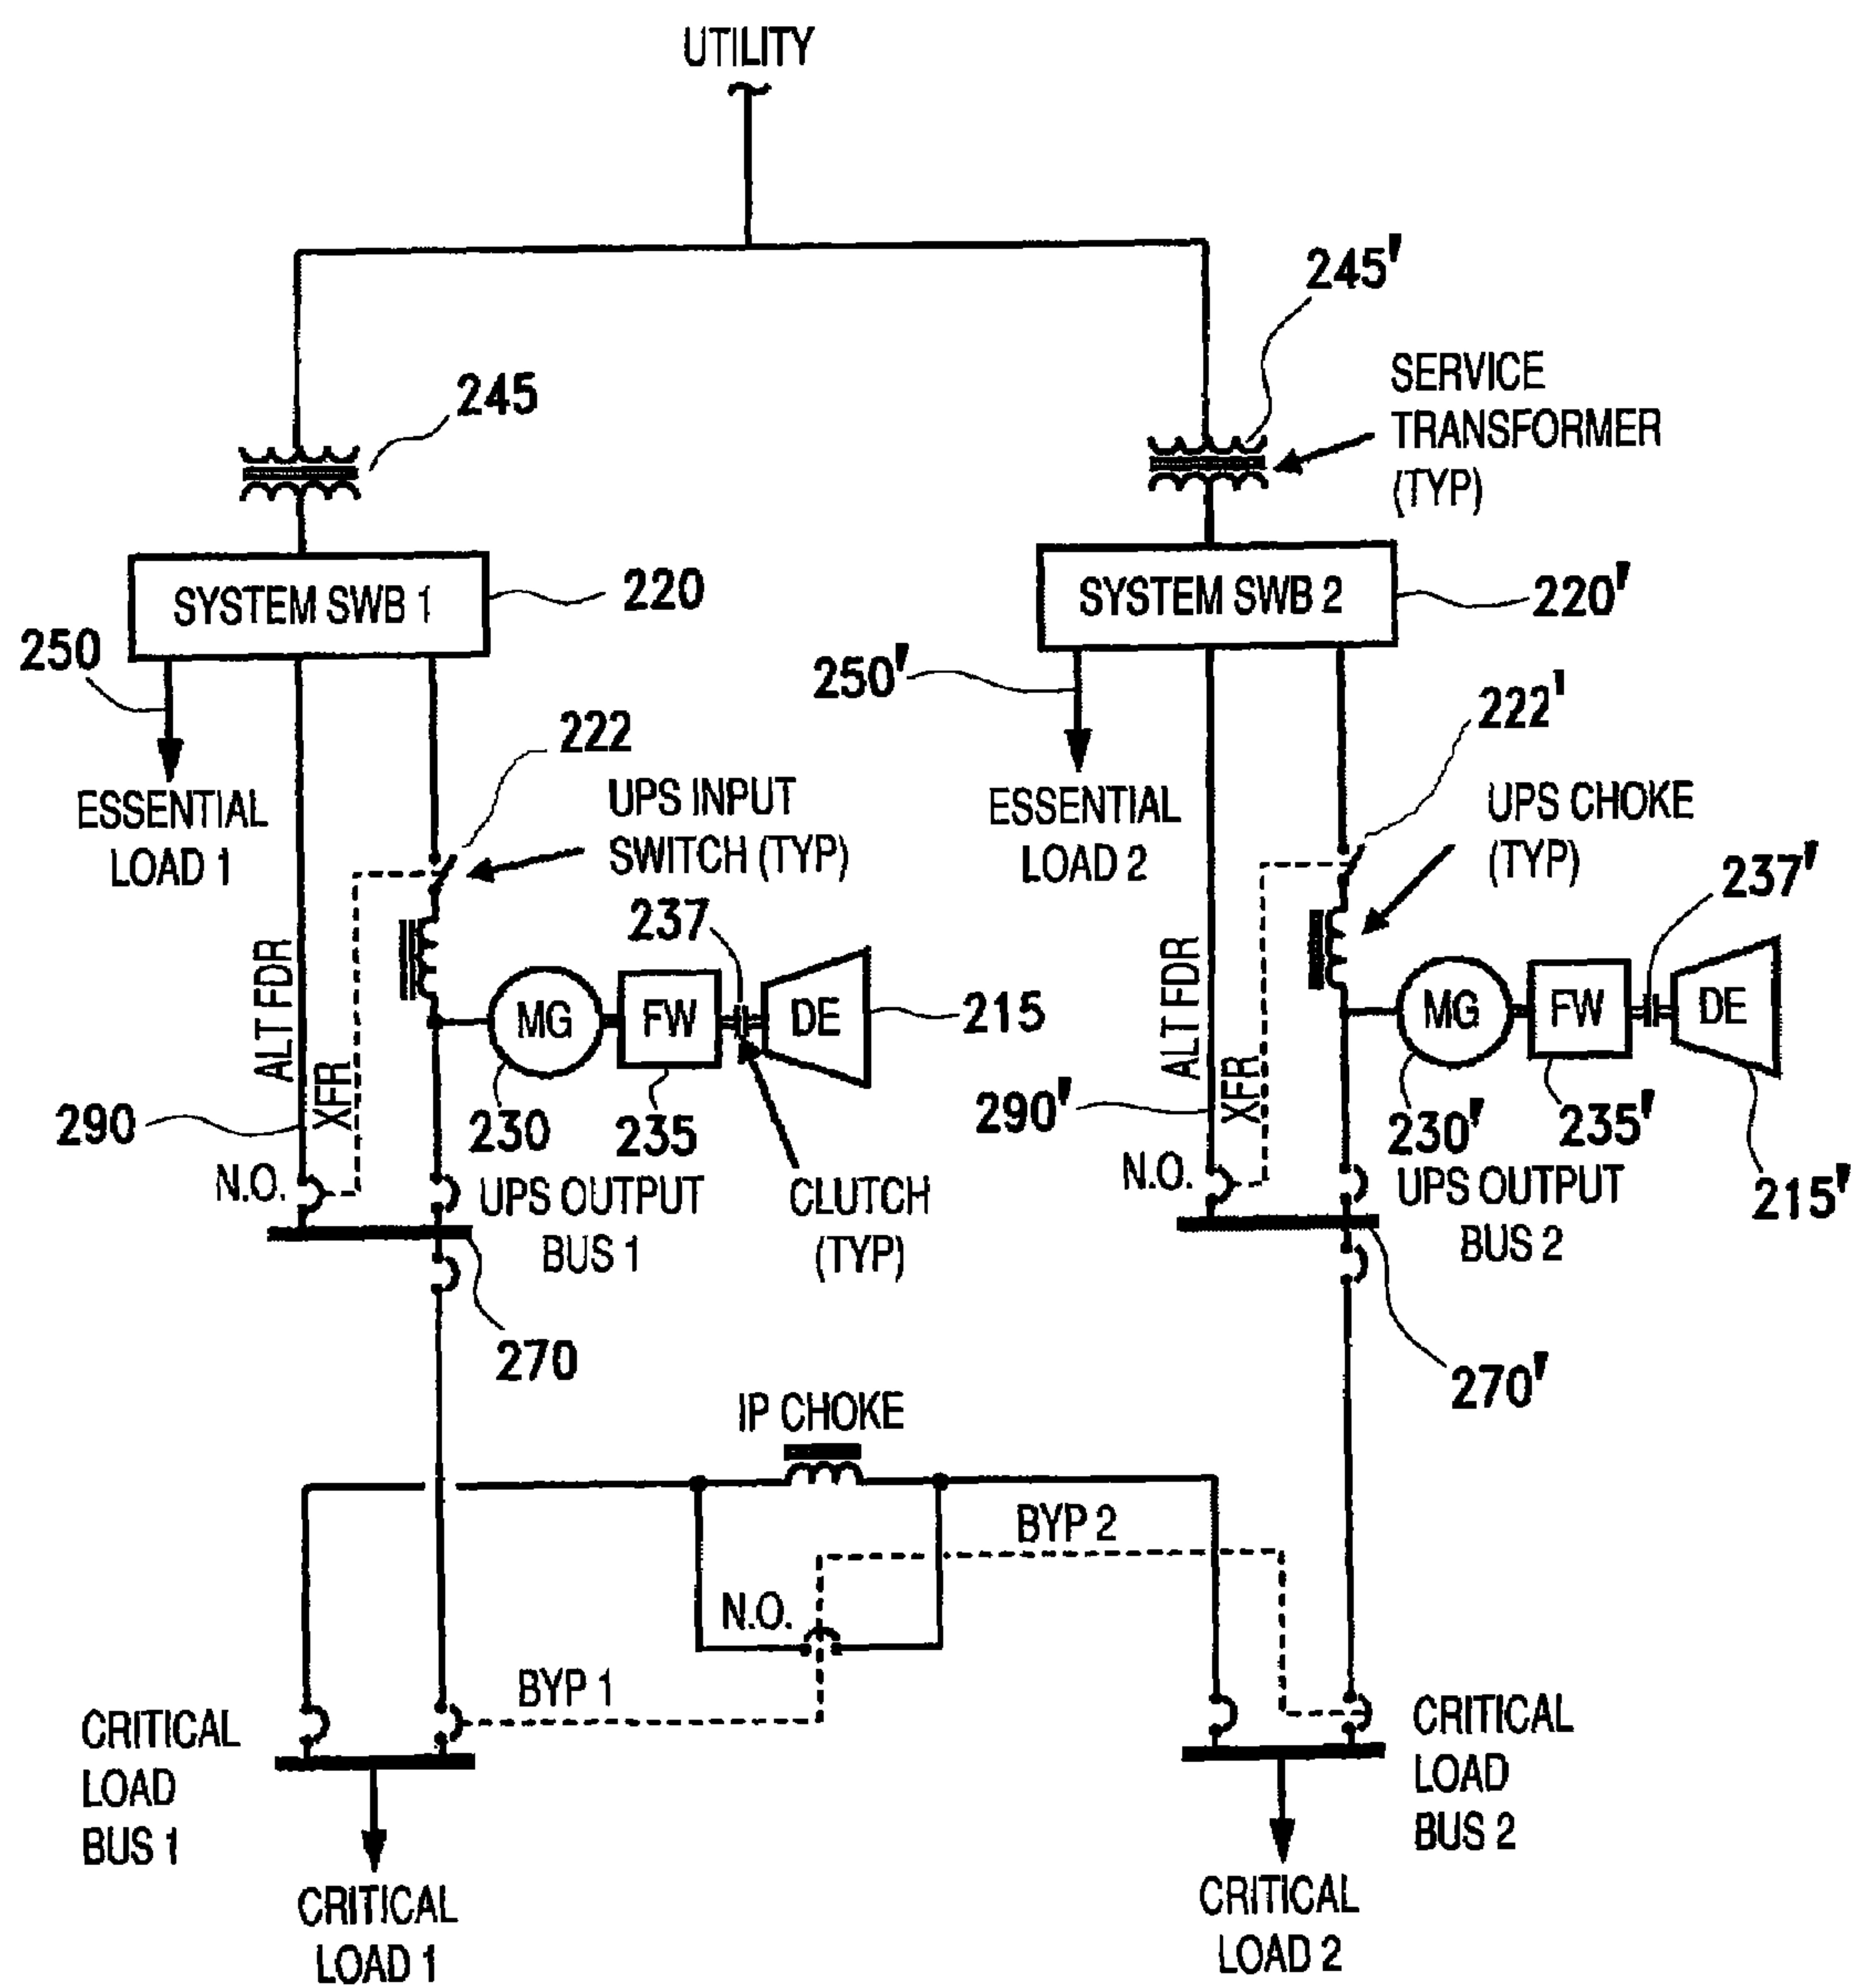 UTILITY
245'
SERVICE
TRANSFORMER
(TYP)
245
SYSTEM SWB 1
220
SYSTEM SWB 2
220'
250
250'
222
222'
ESSENTIAL
LOAD 1
UPS INPUT
SWITCH (TYP)
ESSENTIAL
LOAD 2
UPS CHOKE
(TYP)
237
237'
ALT FDR
XFR
MG
FW
DE
215
ALT FDR
XFR
MG
FW
DE
290
230
235
290'
230'
235'
215'
N.O.
UPS OUTPUT
BUS 1
CLUTCH
(TYP)
N.O.
UPS OUTPUT
BUS 2
270
270'
IP CHOKE
BYP 2
N.O.
BYP 1
CRITICAL
LOAD
BUS 1
CRITICAL
LOAD
BUS 2
CRITICAL
LOAD 1
CRITICAL
LOAD 2